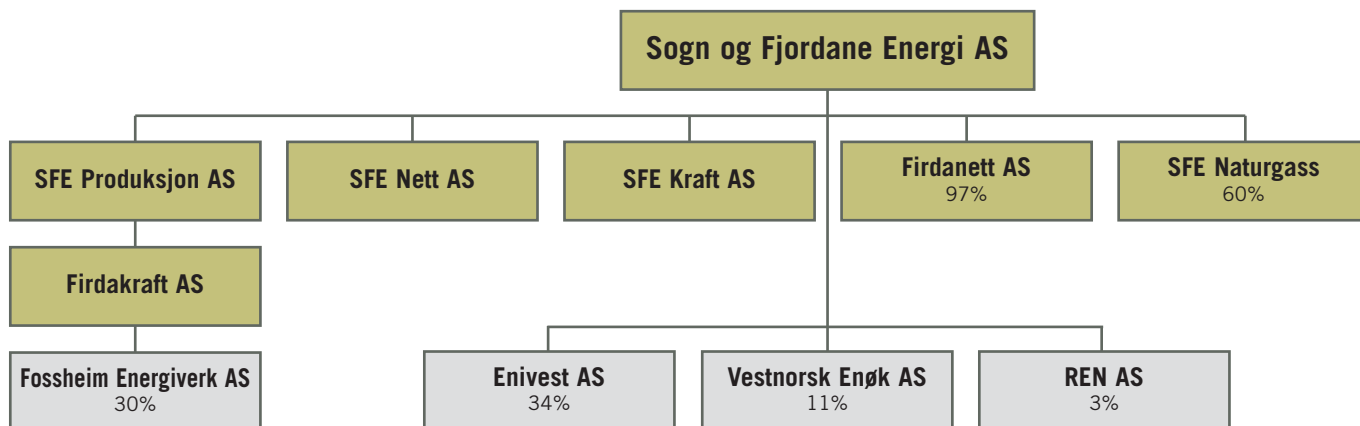 Sogn og Fjordane Energi AS
SFE Produksjon AS
SFE Nett AS
SFE Kraft AS
Firdanett AS
97%
SFE Naturgass
60%
Firdakraft AS
Fossheim Energiverk AS
30%
Enivest AS
34%
Vestnorsk Enøk AS
11%
REN AS
3%